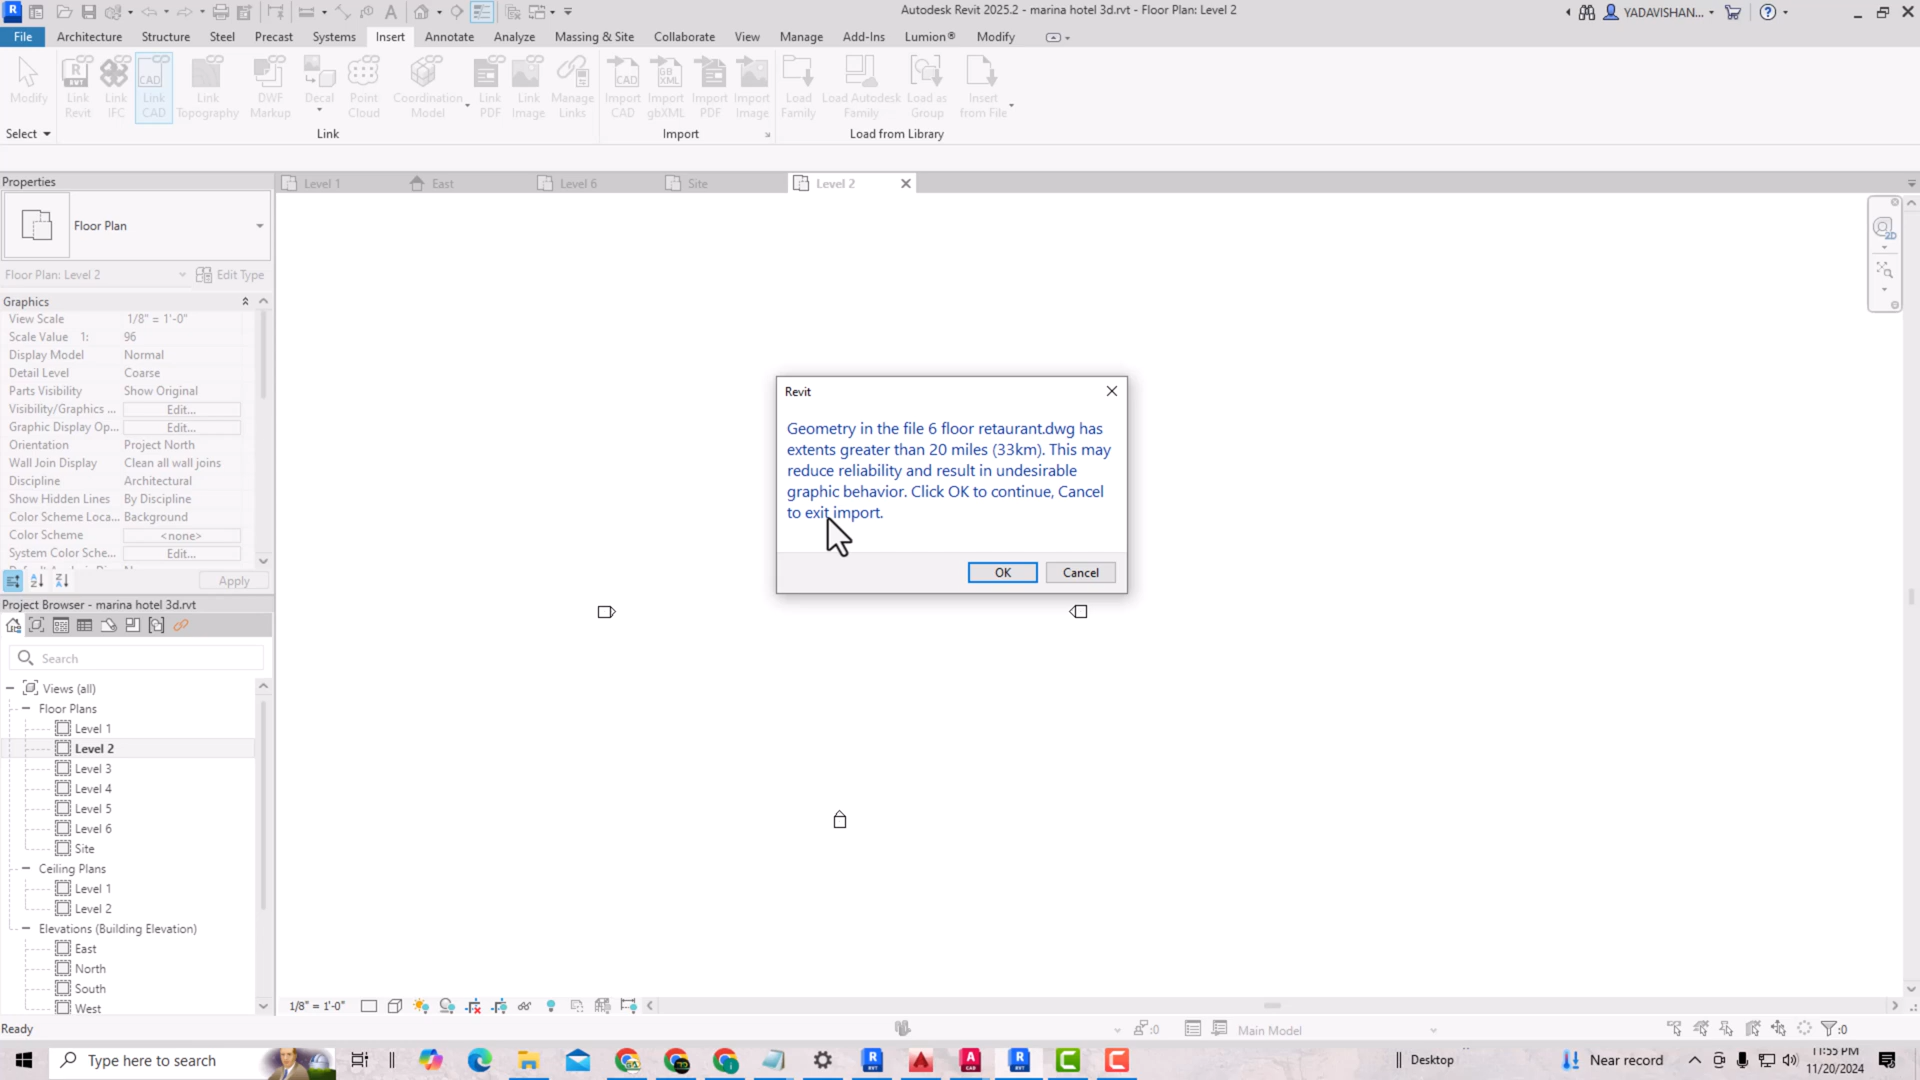 Autodesk Revit 2025.2 - marina hotel 3d.rvt - Floor Plan: Level 2
YADAVISHAN...
File Architecture Structure Steel Precast Systems Insert Annotate Analyze Massing & Site Collaborate View Manage Add-Ins Lumion® Modify
Modify
Link Revit
Link IFC
Link CAD
Link Topography
DWF Markup
Decal
Point Cloud
Coordination Model
Link PDF
Link Image
Manage Links
Import CAD
Import gbXML
Import PDF
Import Image
Load Family
Load Autodesk Family
Load as Group
Insert from File
Select Link Import Load from Library
Properties
Level 1 East Level 6 Site Level 2
Floor Plan
Floor Plan: Level 2 Edit Type
Graphics
View Scale 1/8" = 1'-0"
Scale Value 1: 96
Display Model Normal
Detail Level Coarse
Parts Visibility Show Original
Visibility/Graphics ... Edit...
Graphic Display Op... Edit...
Orientation Project North
Wall Join Display Clean all wall joins
Discipline Architectural
Show Hidden Lines By Discipline
Color Scheme Loca... Background
Color Scheme <none>
System Color Sche... Edit...
Apply
Revit
Geometry in the file 6 floor retaurant.dwg has
extents greater than 20 miles (33km). This may
reduce reliability and result in undesirable
graphic behavior. Click OK to continue, Cancel
to exit import.
OK Cancel
Project Browser - marina hotel 3d.rvt
Search
Views (all)
Floor Plans
Level 1
Level 2
Level 3
Level 4
Level 5
Level 6
Site
Ceiling Plans
Level 1
Level 2
Elevations (Building Elevation)
East
North
South
West
1/8" = 1'-0"
Ready
:0
Main Model
:0
Type here to search
Desktop
Near record
11:55 PM
11/20/2024